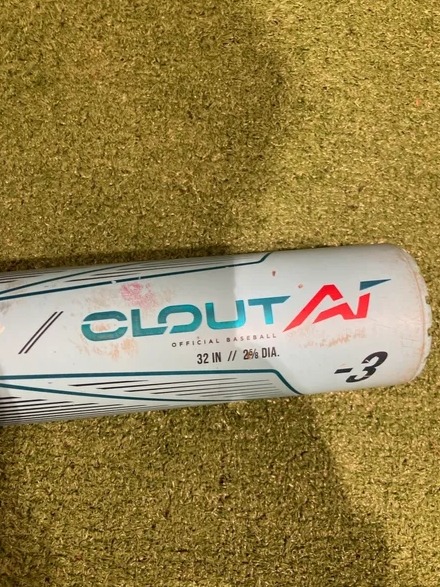 // CLOUT Ai
OFFICIAL BASEBALL
32 IN // 2⅝ DIA.
-3